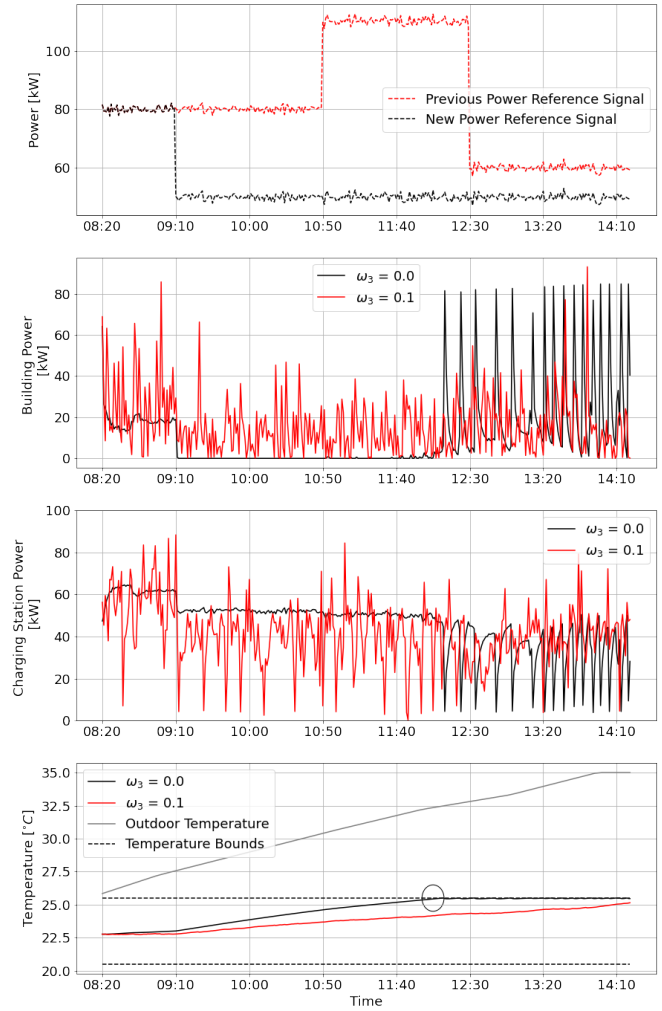 100
80
60
Power [kW]
Previous Power Reference Signal
New Power Reference Signal
08:20 09:10 10:00 10:50 11:40 12:30 13:20 14:10
80
60
40
20
0
Building Power
[kW]
ω₃ = 0.0
ω₃ = 0.1
08:20 09:10 10:00 10:50 11:40 12:30 13:20 14:10
100
80
60
40
20
0
Charging Station Power
[kW]
ω₃ = 0.0
ω₃ = 0.1
08:20 09:10 10:00 10:50 11:40 12:30 13:20 14:10
35.0
32.5
30.0
27.5
25.0
22.5
20.0
Temperature [°C]
ω₃ = 0.0
ω₃ = 0.1
Outdoor Temperature
Temperature Bounds
08:20 09:10 10:00 10:50 11:40 12:30 13:20 14:10
Time